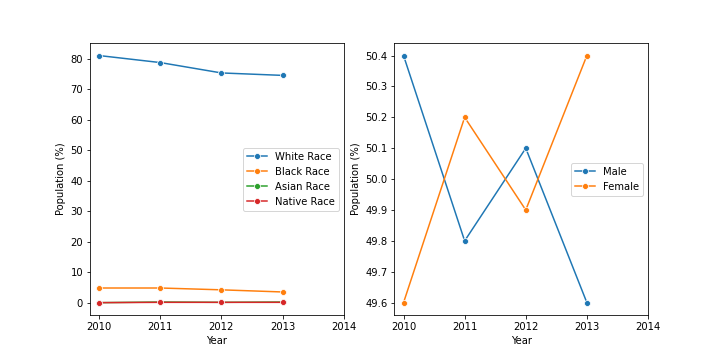 80
70
60
50
40
30
20
10
0
Population (%)
2010 2011 2012 2013 2014
Year
White Race
Black Race
Asian Race
Native Race
50.4
50.3
50.2
50.1
50.0
49.9
49.8
49.7
49.6
Population (%)
2010 2011 2012 2013 2014
Year
Male
Female